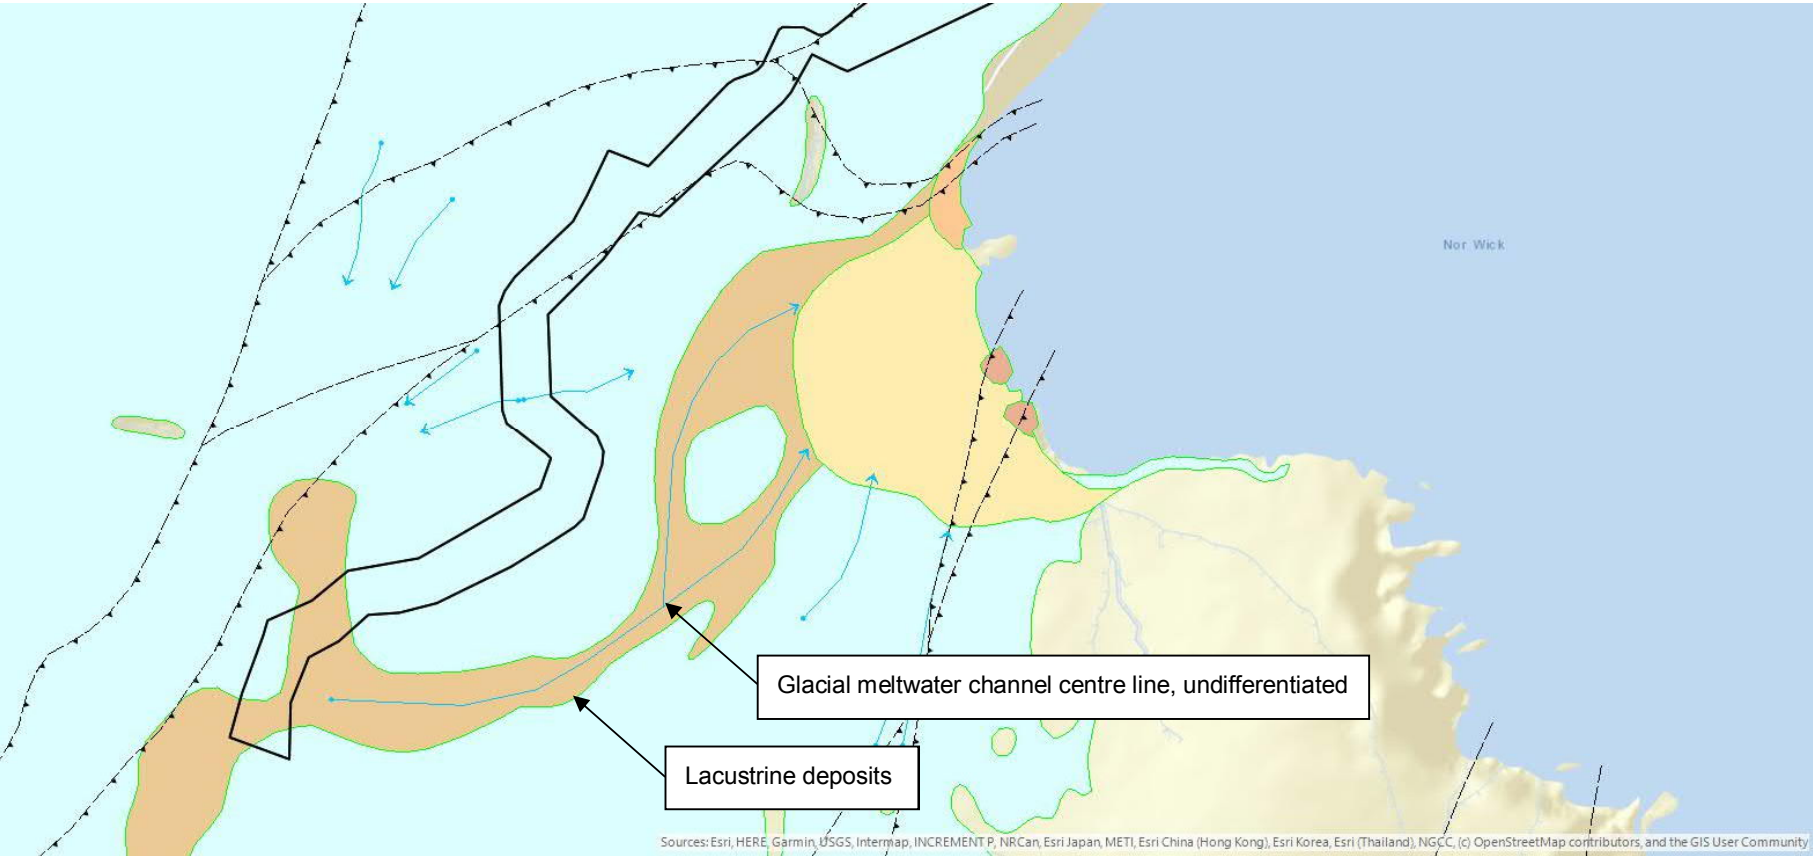 Nor Wick
Glacial meltwater channel centre line, undifferentiated
Lacustrine deposits
Sources: Esri, HERE, Garmin, USGS, Intermap, INCREMENT P, NRCan, Esri Japan, METI, Esri China (Hong Kong), Esri Korea, Esri (Thailand), NGCC, (c) OpenStreetMap contributors, and the GIS User Community